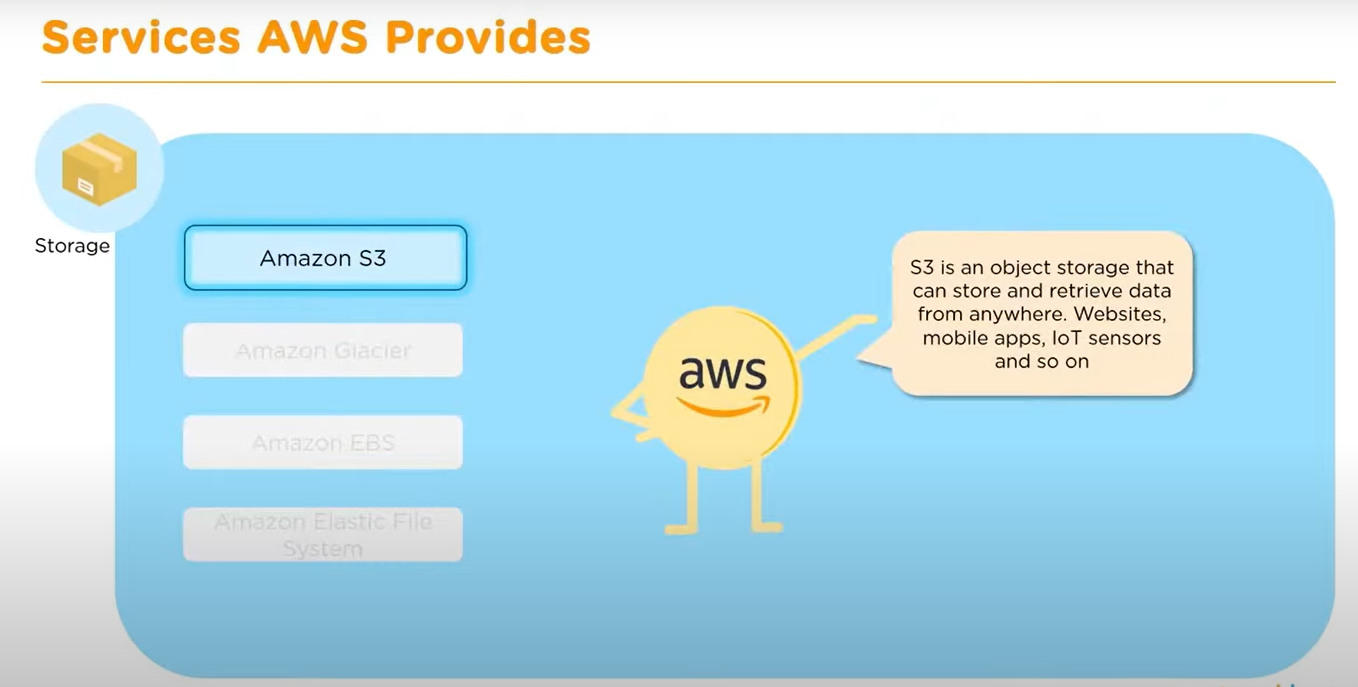 Services AWS Provides
Storage
Amazon S3
Amazon Glacier
Amazon EBS
Amazon Elastic File
System
aws
S3 is an object storage that
can store and retrieve data
from anywhere. Websites,
mobile apps, IoT sensors
and so on